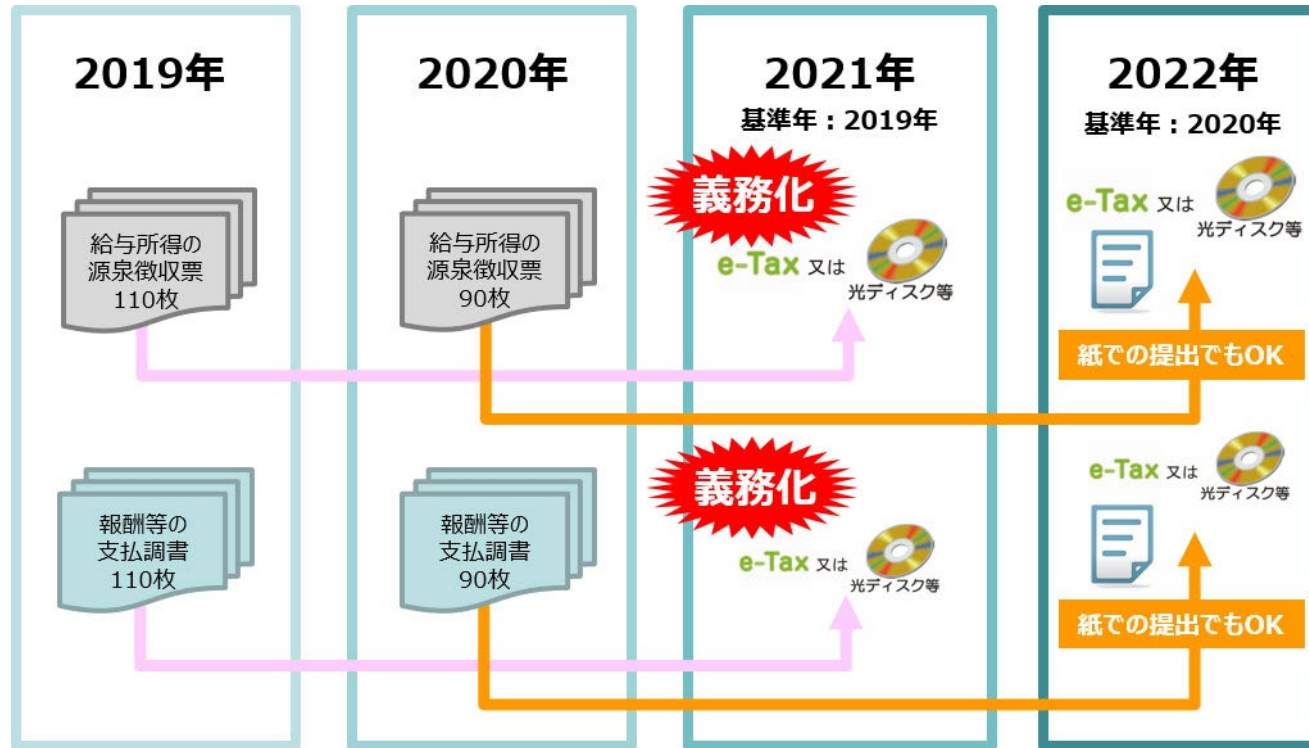 2019年
給与所得の
源泉徴収票
110枚
報酬等の
支払調書
110枚
2020年
給与所得の
源泉徴収票
90枚
報酬等の
支払調書
90枚
2021年
基準年：2019年
義務化
e-Tax 又は
光ディスク等
義務化
e-Tax 又は
光ディスク等
2022年
基準年：2020年
e-Tax 又は
光ディスク等
紙での提出でもOK
e-Tax 又は
光ディスク等
紙での提出でもOK